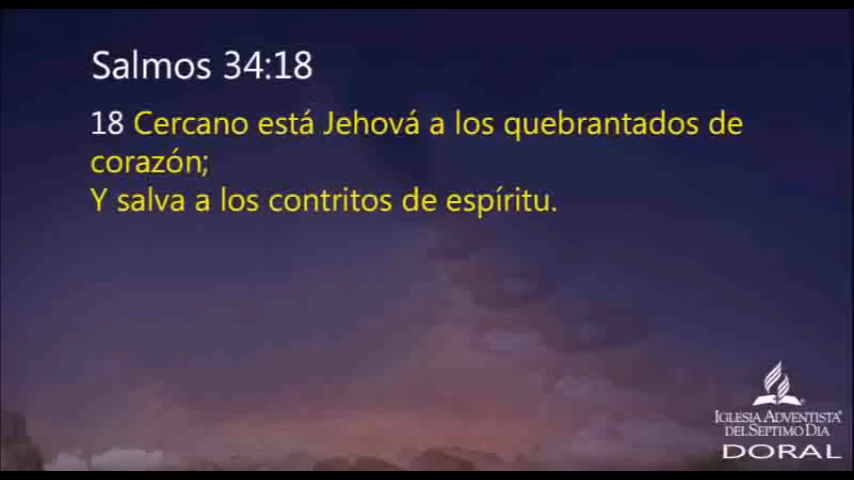 Salmos 34:18
18 Cercano está Jehová a los quebrantados de
corazón;
Y salva a los contritos de espíritu.
IGLESIA ADVENTISTA®
DEL SÉPTIMO DÍA
DORAL